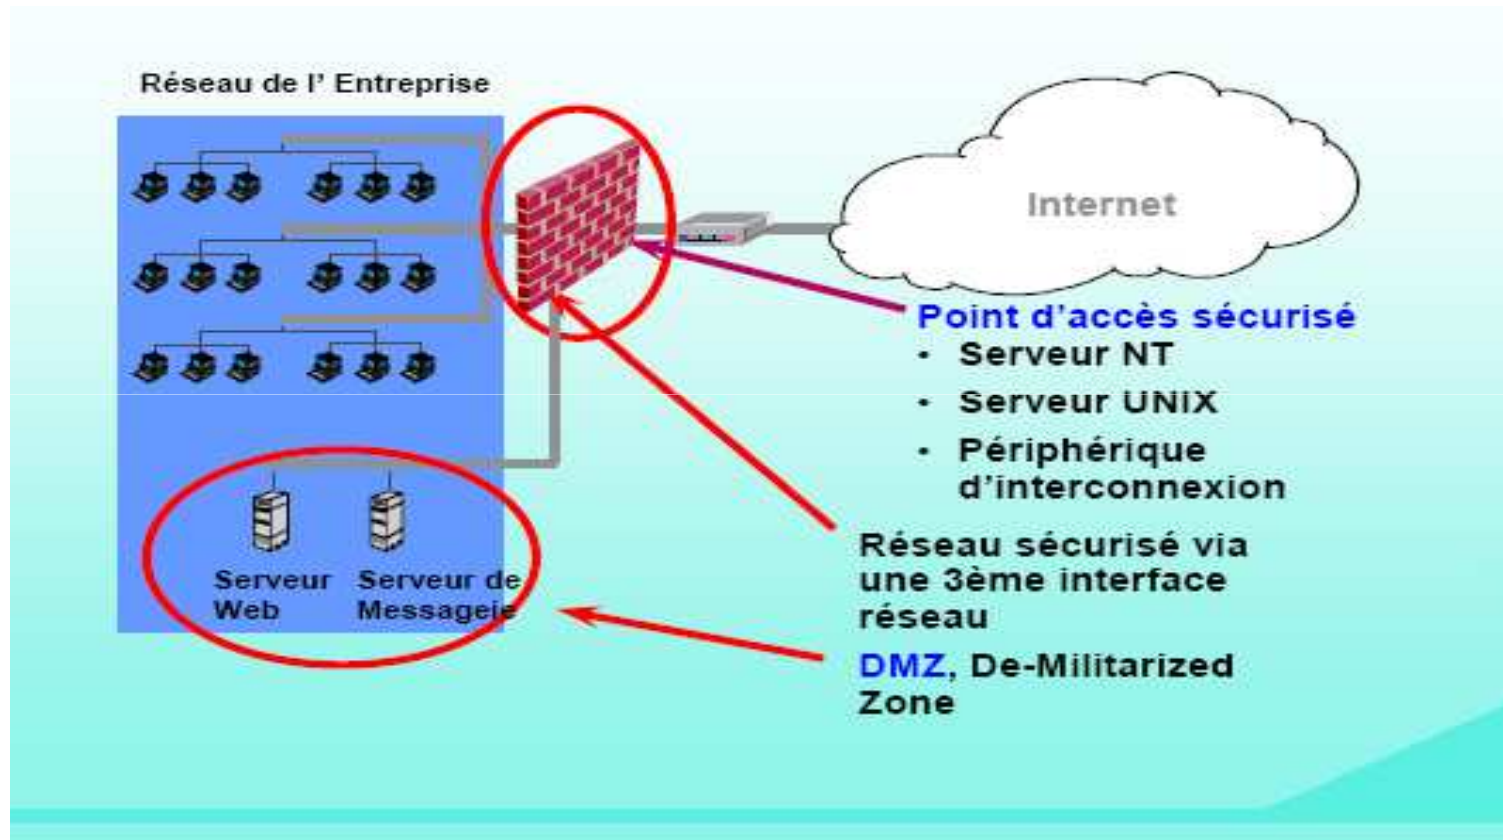 Réseau de l' Entreprise
Internet
Point d'accès sécurisé
• Serveur NT
• Serveur UNIX
• Périphérique
d'interconnexion
Réseau sécurisé via
une 3ème interface
réseau
DMZ, De-Militarized
Zone
Serveur
Web
Serveur de
Messageie